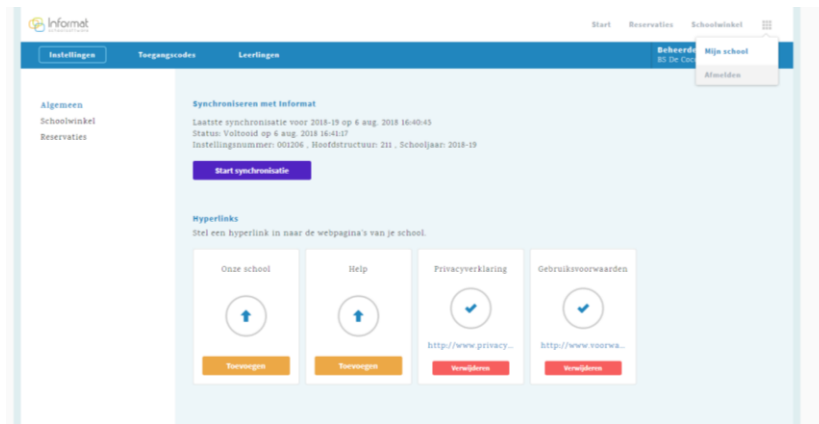 Informat
Start Reservaties Schoolwinkel
Instellingen Toegangscodes Leerlingen
Mijn school
BS De
Afmelden
Algemeen
Schoolwinkel
Reservaties
Synchroniseren met Informat
Laatste synchronisatie voor 2018-19 op 6 aug. 2018 16:40:45
Status: Voltooid op 6 aug. 2018 16:41:17
Instellingsnummer: 001206 , Hoofdstructuur: 211 , Schooljaar: 2018-19
Start synchronisatie
Hyperlinks
Stel een hyperlink in naar de webpagina's van je school.
Onze school Help Privacyverklaring Gebruiksvoorwaarden
http://www.privacy... http://www.voorwa...
Toevoegen Toevoegen Verwijderen Verwijderen